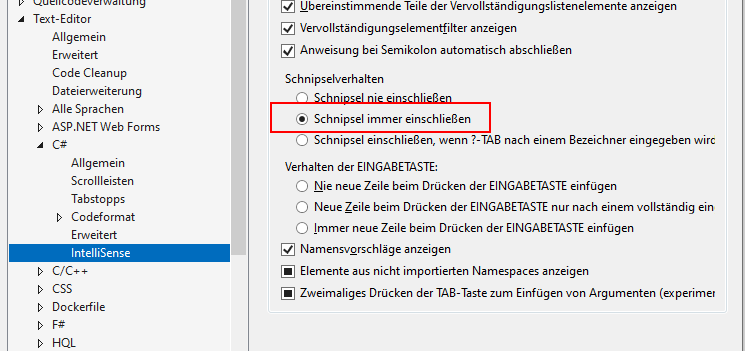 Quellcodeverwaltung
Text-Editor
Allgemein
Erweitert
Code Cleanup
Dateierweiterung
Alle Sprachen
ASP.NET Web Forms
C#
Allgemein
Scrollleisten
Tabstopps
Codeformat
Erweitert
IntelliSense
C/C++
CSS
Dockerfile
F#
HQL
Übereinstimmende Teile der Vervollständigungslistenelemente anzeigen
Vervollständigungselementfilter anzeigen
Anweisung bei Semikolon automatisch abschließen
Schnipselverhalten
Schnipsel nie einschließen
Schnipsel immer einschließen
Schnipsel einschließen, wenn ?-TAB nach einem Bezeichner eingegeben wird
Verhalten der EINGABETASTE:
Nie neue Zeile beim Drücken der EINGABETASTE einfügen
Neue Zeile beim Drücken der EINGABETASTE nur nach einem vollständig ein
Immer neue Zeile beim Drücken der EINGABETASTE einfügen
Namensvorschläge anzeigen
Elemente aus nicht importierten Namespaces anzeigen
Zweimaliges Drücken der TAB-Taste zum Einfügen von Argumenten (experimen